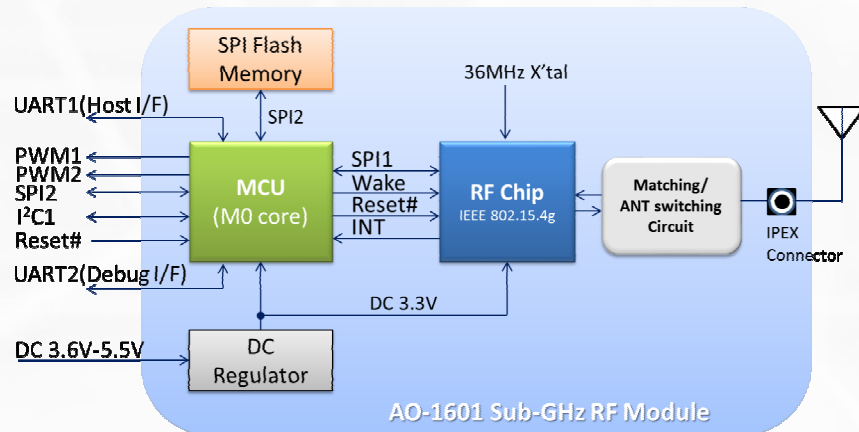 SPI Flash
Memory
36MHz X'tal
UART1(Host I/F)
SPI2
PWM1
PWM2
SPI2
I²C1
Reset#
MCU
(M0 core)
SPI1
Wake
Reset#
INT
RF Chip
IEEE 802.15.4g
Matching/
ANT switching
Circuit
IPEX
Connector
UART2(Debug I/F)
DC 3.3V
DC 3.6V-5.5V
DC
Regulator
AO-1601 Sub-GHz RF Module